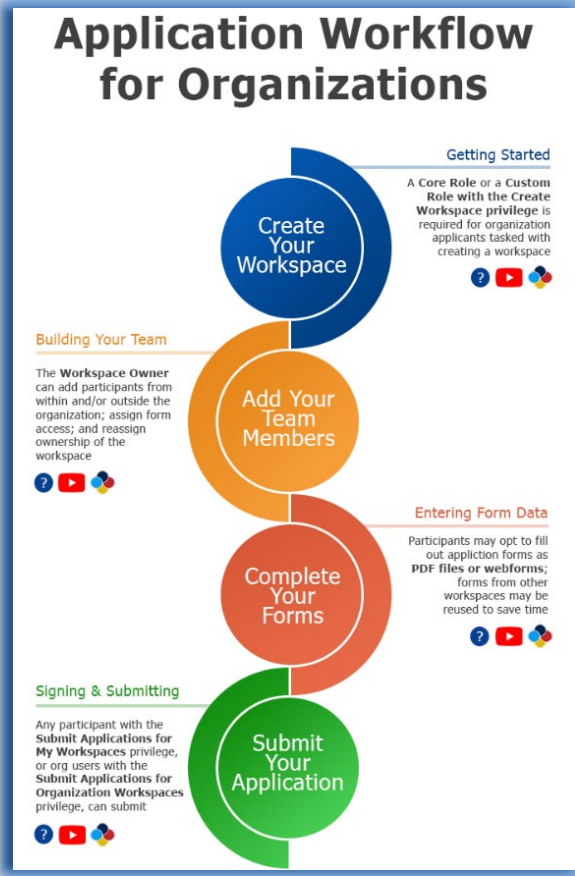 Application Workflow
for Organizations
Getting Started
A Core Role or a Custom
Role with the Create
Workspace privilege is
required for organization
applicants tasked with
creating a workspace
?
Create
Your
Workspace
Building Your Team
The Workspace Owner
can add participants from
within and/or outside the
organization; assign form
access; and reassign
ownership of the
workspace
?
Add Your
Team
Members
Entering Form Data
Participants may opt to fill
out appliction forms as
PDF files or webforms;
forms from other
workspaces may be
reused to save time
?
Complete
Your
Forms
Signing & Submitting
Any participant with the
Submit Applications for
My Workspaces privilege,
or org users with the
Submit Applications for
Organization Workspaces
privilege, can submit
?
Submit
Your
Application